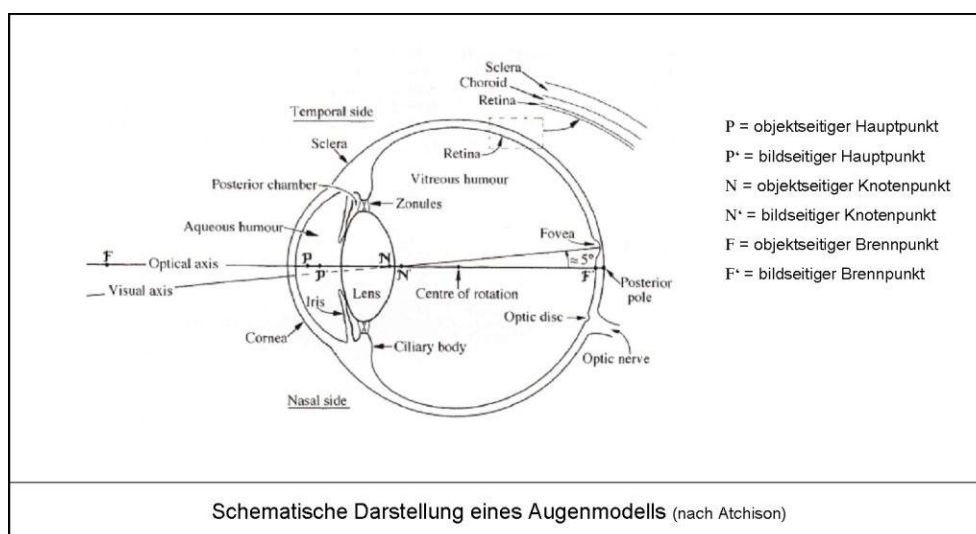 Sclera
Choroid
Retina
Temporal side
Sclera
Retina
Posterior chamber
Vitreous humour
Zonules
Aqueous humour
Fovea
F
Optical axis
P
P'
N
N'
≈ 5°
F'
Visual axis
Iris
Lens
Centre of rotation
Posterior
pole
Optic disc
Cornea
Ciliary body
Optic nerve
Nasal side
P = objektseitiger Hauptpunkt
P‘ = bildseitiger Hauptpunkt
N = objektseitiger Knotenpunkt
N‘ = bildseitiger Knotenpunkt
F = objektseitiger Brennpunkt
F‘ = bildseitiger Brennpunkt
Schematische Darstellung eines Augenmodells (nach Atchison)